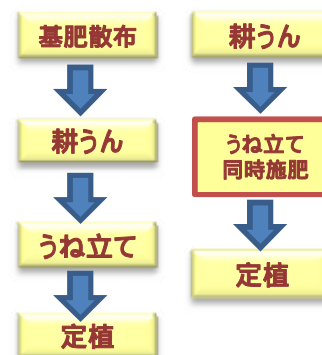 基肥散布
耕うん
うね立て
定植
耕うん
うね立て
同時施肥
定植